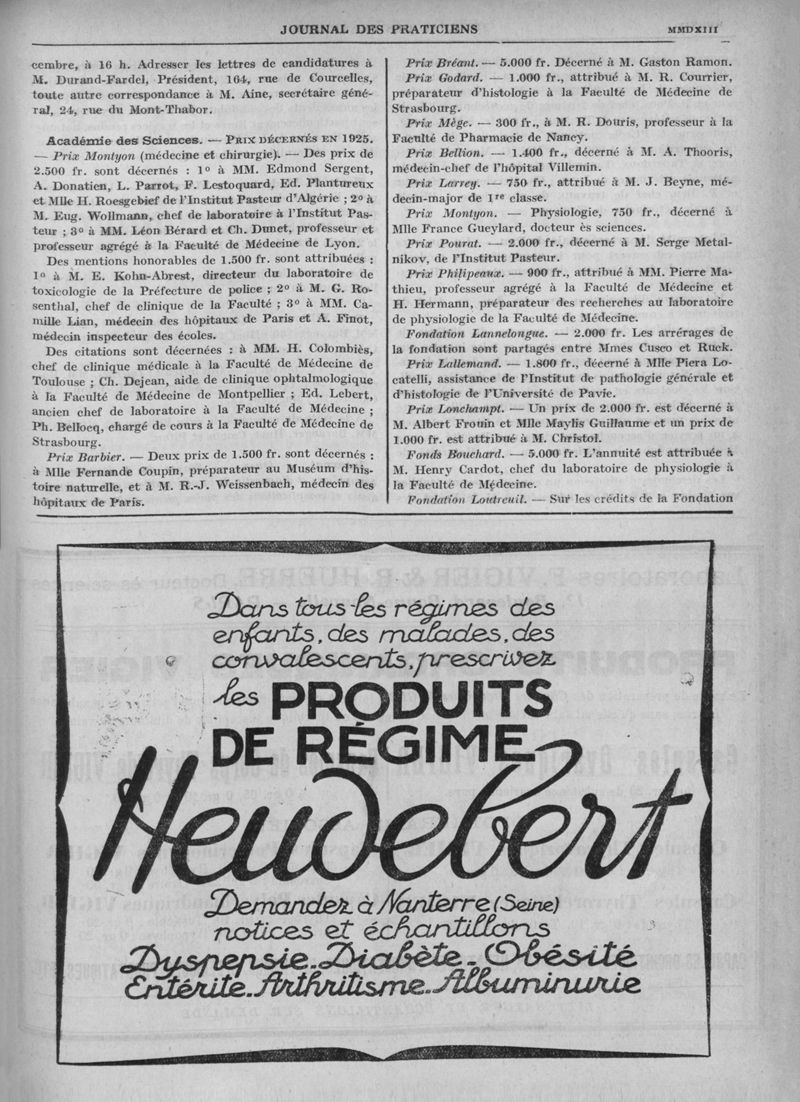 JOURNAL DES PRATICIENS
MMDXIII
cembre, à 16 h. Adresser les lettres de candidatures à
M. Durand-Fardel, Président, 164, rue de Courcelles,
toute autre correspondance à M. Aine, secrétaire géné-
ral, 24, rue du Mont-Thabor.
Académie des Sciences. — PRIX DÉCERNÉS EN 1925.
— Prix Montyon (médecine et chirurgie). — Des prix de
2.500 fr. sont décernés : 1º à MM. Edmond Sergent,
A. Donatien, L. Parrot, F. Lestoquard, Ed. Plantureux
et Mlle H. Roesgebief de l'Institut Pasteur d'Algérie ; 2º à
M. Eug. Wollmann, chef de laboratoire à l'Institut Pas-
teur ; 3º à MM. Léon Bérard et Ch. Dunet, professeur et
professeur agrégé à la Faculté de Médecine de Lyon.
Des mentions honorables de 1.500 fr. sont attribuées :
1º à M. E. Kohn-Abrest, directeur du laboratoire de
toxicologie de la Préfecture de police ; 2º à M. G. Ro-
senthal, chef de clinique de la Faculté ; 3º à MM. Ca-
mille Lian, médecin des hôpitaux de Paris et A. Finot,
médecin inspecteur des écoles.
Des citations sont décernées : à MM. H. Colombiès,
chef de clinique médicale à la Faculté de Médecine de
Toulouse ; Ch. Dejean, aide de clinique ophtalmologique
à la Faculté de Médecine de Montpellier ; Ed. Lebert,
ancien chef de laboratoire à la Faculté de Médecine ;
Ph. Bellocq, chargé de cours à la Faculté de Médecine de
Strasbourg.
Prix Barbier. — Deux prix de 1.500 fr. sont décernés :
à Mlle Fernande Coupin, préparateur au Muséum d'his-
toire naturelle, et à M. R.-J. Weissenbach, médecin des
hôpitaux de Paris.
Prix Bréant. — 5.000 fr. Décerné à M. Gaston Ramon.
Prix Godard. — 1.000 fr., attribué à M. R. Courrier,
préparateur d'histologie à la Faculté de Médecine de
Strasbourg.
Prix Mège. — 300 fr., à M. R. Douris, professeur à la
Faculté de Pharmacie de Nancy.
Prix Bellion. — 1.400 fr., décerné à M. A. Thooris,
médecin-chef de l'hôpital Villemin.
Prix Larrey. — 750 fr., attribué à M. J. Beyne, mé-
decin-major de 1re classe.
Prix Montyon. — Physiologie, 750 fr., décerné à
Mlle France Gueylard, docteur ès sciences.
Prix Pourat. — 2.000 fr., décerné à M. Serge Metal-
nikov, de l'Institut Pasteur.
Prix Philipeaux. — 900 fr., attribué à MM. Pierre Ma-
thieu, professeur agrégé à la Faculté de Médecine et
H. Hermann, préparateur des recherches au laboratoire
de physiologie de la Faculté de Médecine.
Fondation Lannelongue. — 2.000 fr. Les arrérages de
la fondation sont partagés entre Mmes Cusco et Ruck.
Prix Lallemand. — 1.800 fr., décerné à Mlle Piera Lo-
catelli, assistance de l'Institut de pathologie générale et
d'histologie de l'Université de Pavie.
Prix Lonchampt. — Un prix de 2.000 fr. est décerné à
M. Albert Frouin et Mlle Maylis Guillaume et un prix de
1.000 fr. est attribué à M. Christol.
Fonds Bouchard. — 5.000 fr. L'annuité est attribuée à
M. Henry Cardot, chef du laboratoire de physiologie à
la Faculté de Médecine.
Fondation Loutreuil. — Sur les crédits de la Fondation
Dans tous les régimes des
enfants, des malades, des
convalescents, prescrivez
les PRODUITS
DE RÉGIME
Heudebert
Demandez à Nanterre (Seine)
notices et échantillons
Dyspepsie - Diabète - Obésité
Entérite - Arthritisme - Albuminurie